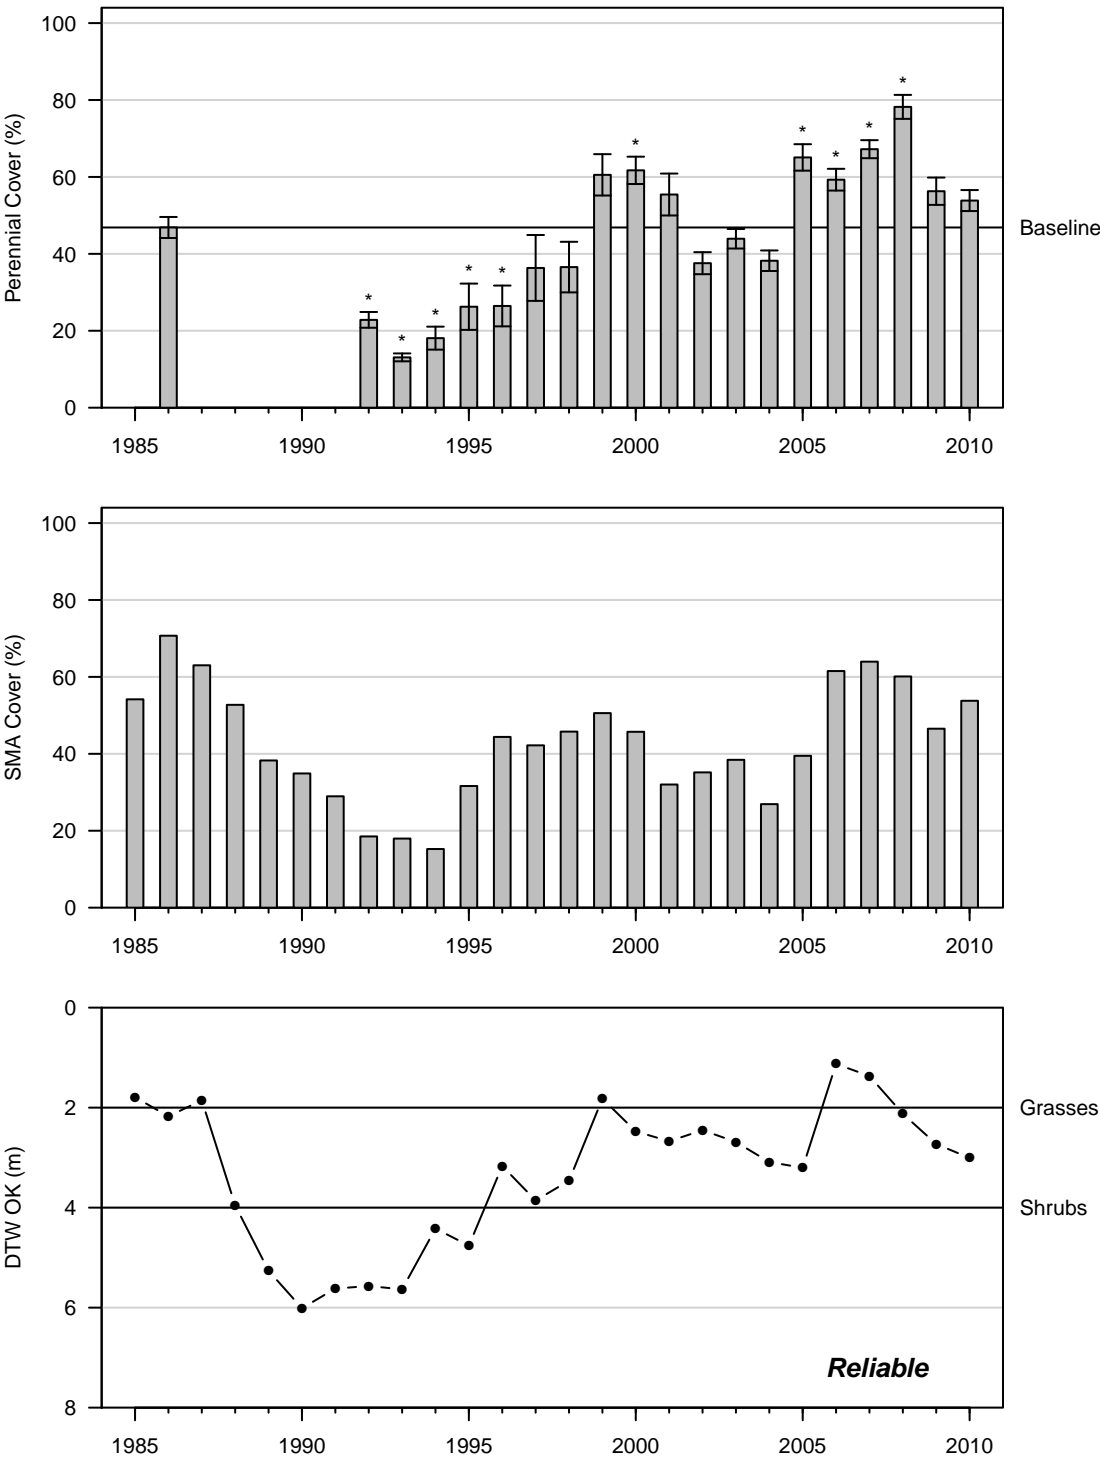 Perennial Cover (%)
100
80
60
40
20
0
* * * * * * * * * *
Baseline
1985 1990 1995 2000 2005 2010
SMA Cover (%)
100
80
60
40
20
0
1985 1990 1995 2000 2005 2010
DTW OK (m)
0
2
4
6
8
Grasses
Shrubs
Reliable
1985 1990 1995 2000 2005 2010